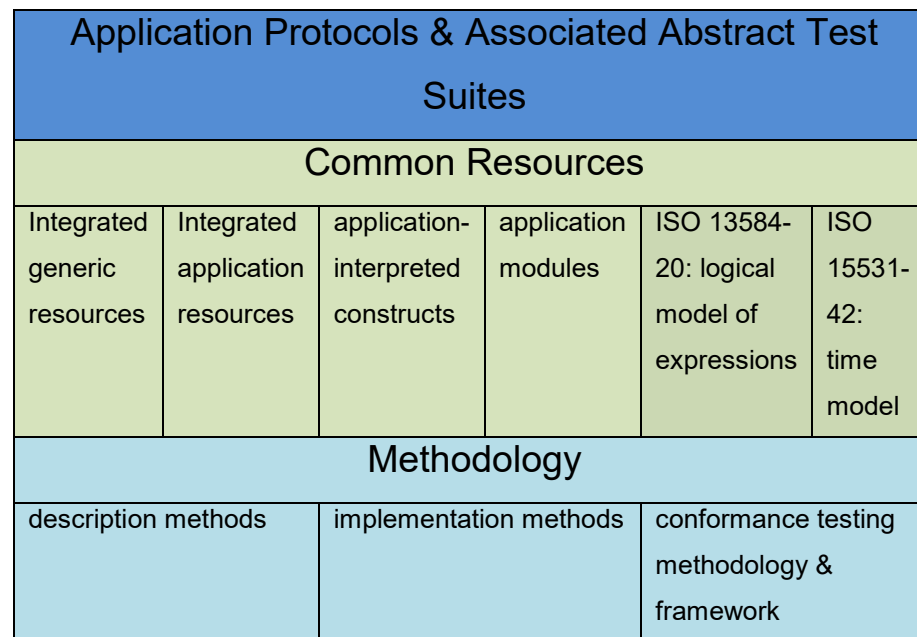 Application Protocols & Associated Abstract Test
Suites
Common Resources
Integrated
generic
resources
Integrated
application
resources
application-
interpreted
constructs
application
modules
ISO 13584-
20: logical
model of
expressions
ISO
15531-
42:
time
model
Methodology
description methods
implementation methods
conformance testing
methodology &
framework